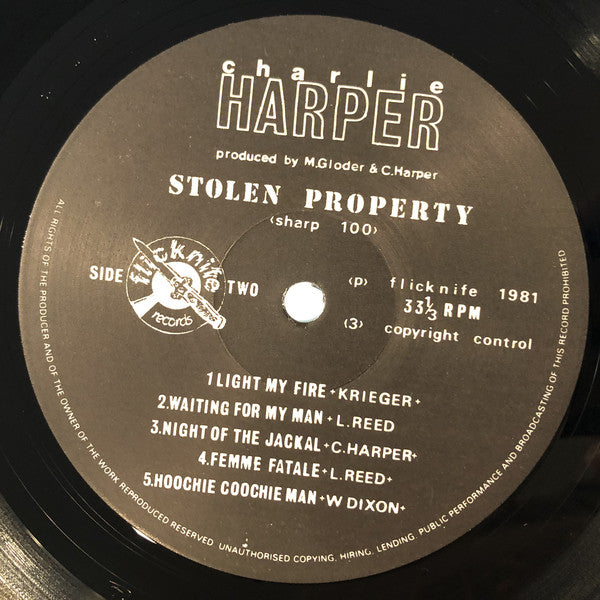 charlie
HARPER
produced by M.Gloder & C.Harper
STOLEN PROPERTY
‹sharp 100›
SIDE TWO
flicknife
records
(p) flicknife 1981
33⅓ RPM
(3) copyright control
1 LIGHT MY FIRE +KRIEGER+
2.WAITING FOR MY MAN +L.REED
3.NIGHT OF THE JACKAL +C.HARPER+
4.FEMME FATALE +L.REED+
5.HOOCHIE COOCHIE MAN +W DIXON+
ALL RIGHTS OF THE PRODUCER AND OF THE OWNER OF THE WORK REPRODUCED RESERVED. UNAUTHORISED COPYING, HIRING, LENDING, PUBLIC PERFORMANCE AND BROADCASTING OF THIS RECORD PROHIBITED